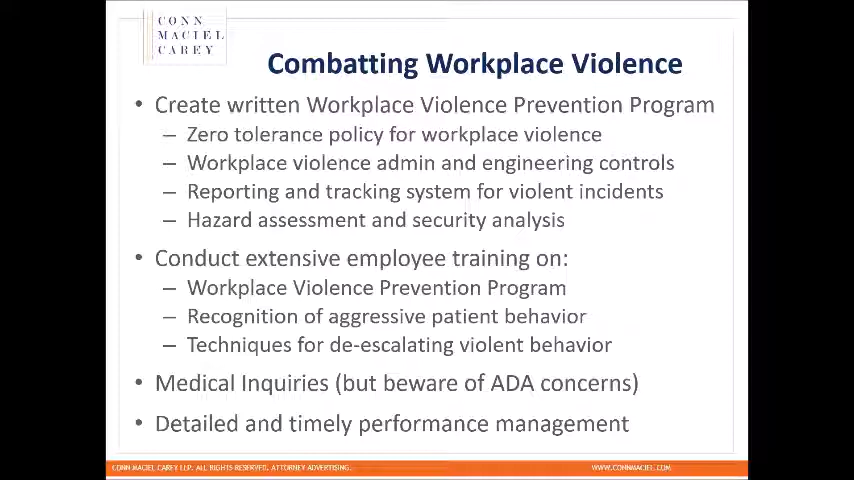 CONN
MACIEL
CAREY
Combatting Workplace Violence
• Create written Workplace Violence Prevention Program
– Zero tolerance policy for workplace violence
– Workplace violence admin and engineering controls
– Reporting and tracking system for violent incidents
– Hazard assessment and security analysis
• Conduct extensive employee training on:
– Workplace Violence Prevention Program
– Recognition of aggressive patient behavior
– Techniques for de-escalating violent behavior
• Medical Inquiries (but beware of ADA concerns)
• Detailed and timely performance management
CONN MACIEL CAREY LLP. ALL RIGHTS RESERVED. ATTORNEY ADVERTISING.
WWW.CONNMACIEL.COM